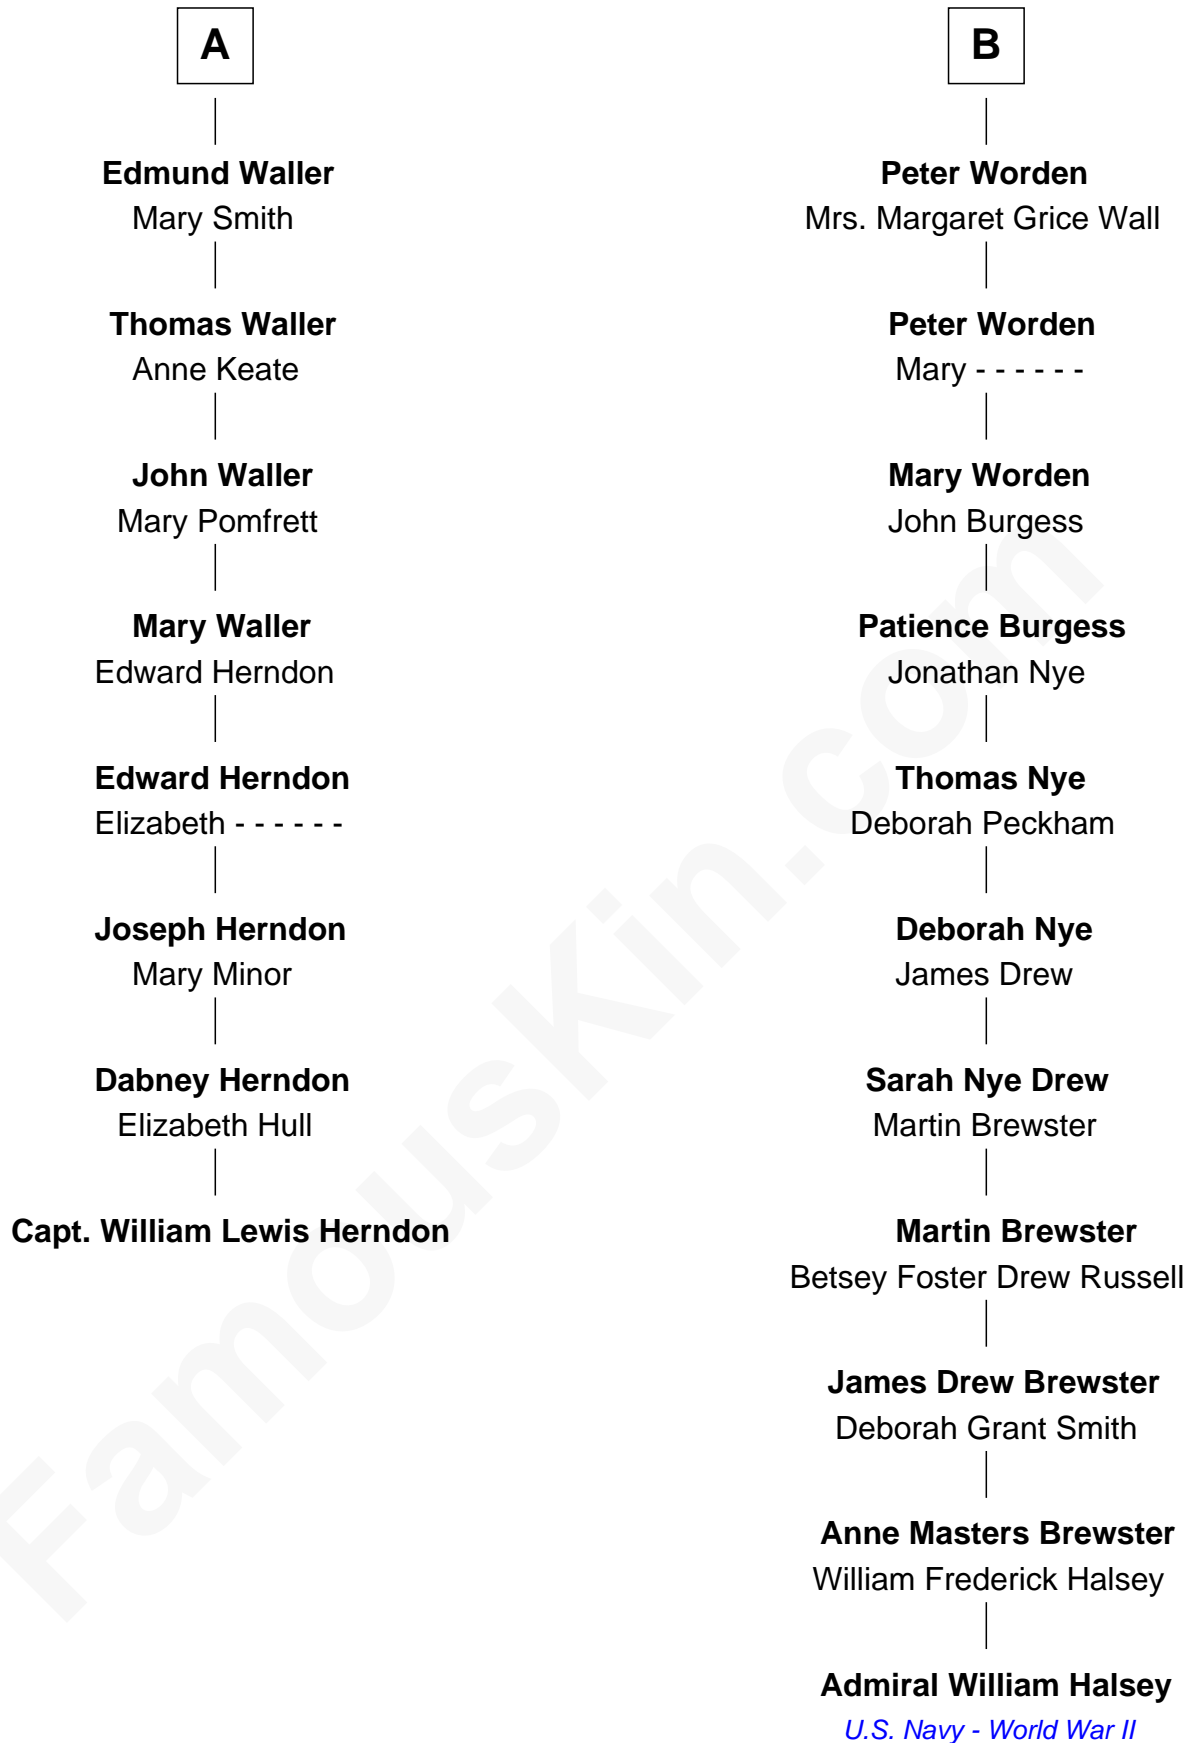 A
Edmund Waller
Mary Smith
Thomas Waller
Anne Keate
John Waller
Mary Pomfrett
Mary Waller
Edward Herndon
Edward Herndon
Elizabeth - - - - - -
Joseph Herndon
Mary Minor
Dabney Herndon
Elizabeth Hull
Capt. William Lewis Herndon
B
Peter Worden
Mrs. Margaret Grice Wall
Peter Worden
Mary - - - - - -
Mary Worden
John Burgess
Patience Burgess
Jonathan Nye
Thomas Nye
Deborah Peckham
Deborah Nye
James Drew
Sarah Nye Drew
Martin Brewster
Martin Brewster
Betsey Foster Drew Russell
James Drew Brewster
Deborah Grant Smith
Anne Masters Brewster
William Frederick Halsey
Admiral William Halsey
U.S. Navy - World War II
FamousKin.com